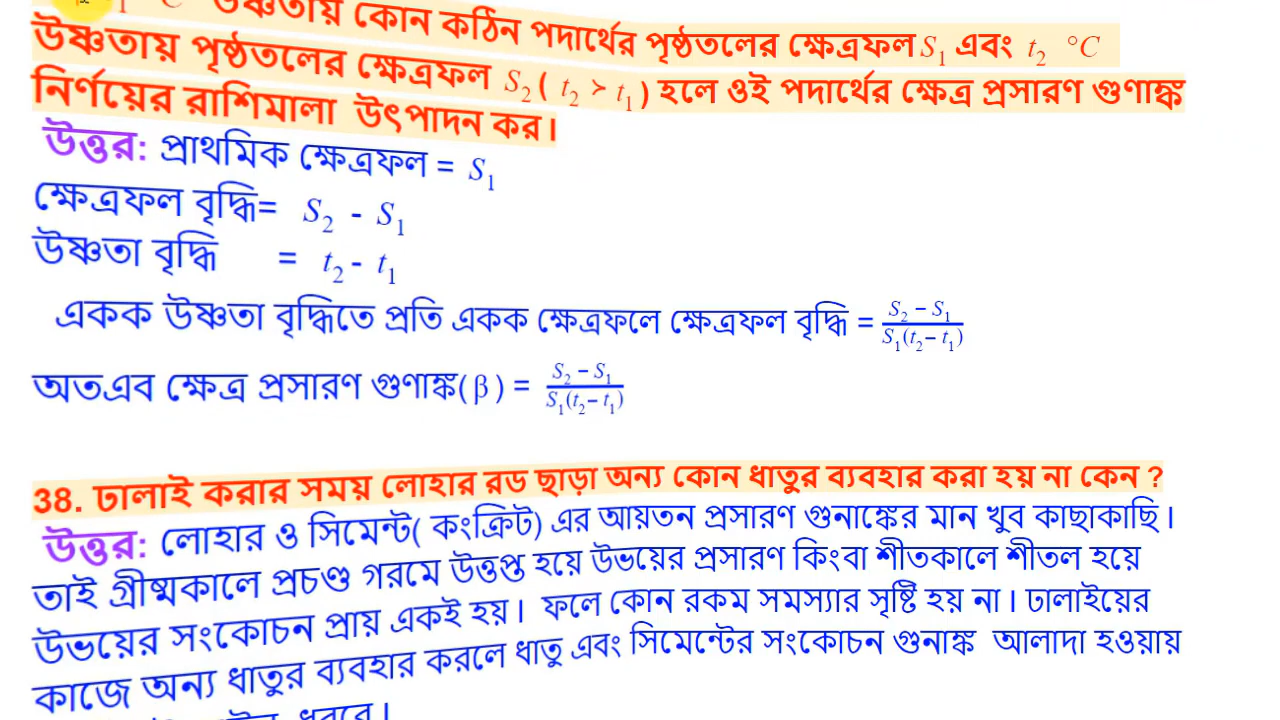 উষ্ণতায় কোন কঠিন পদার্থের পৃষ্ঠতলের ক্ষেত্রফল S₁ এবং t₂ °C
উষ্ণতায় পৃষ্ঠতলের ক্ষেত্রফল S₂ ( t₂ > t₁ ) হলে ওই পদার্থের ক্ষেত্র প্রসারণ গুণাঙ্ক
নির্ণয়ের রাশিমালা উৎপাদন কর।
উত্তর: প্রাথমিক ক্ষেত্রফল = S₁
ক্ষেত্রফল বৃদ্ধি= S₂ - S₁
উষ্ণতা বৃদ্ধি = t₂ - t₁
একক উষ্ণতা বৃদ্ধিতে প্রতি একক ক্ষেত্রফলে ক্ষেত্রফল বৃদ্ধি = (S₂ – S₁)/(S₁(t₂– t₁))
অতএব ক্ষেত্র প্রসারণ গুণাঙ্ক( β ) = (S₂ – S₁)/(S₁(t₂– t₁))
38. ঢালাই করার সময় লোহার রড ছাড়া অন্য কোন ধাতুর ব্যবহার করা হয় না কেন ?
উত্তর: লোহার ও সিমেন্ট( কংক্রিট) এর আয়তন প্রসারণ গুনাঙ্কের মান খুব কাছাকাছি।
তাই গ্রীষ্মকালে প্রচণ্ড গরমে উত্তপ্ত হয়ে উভয়ের প্রসারণ কিংবা শীতকালে শীতল হয়ে
উভয়ের সংকোচন প্রায় একই হয়। ফলে কোন রকম সমস্যার সৃষ্টি হয় না। ঢালাইয়ের
কাজে অন্য ধাতুর ব্যবহার করলে ধাতু এবং সিমেন্টের সংকোচন গুনাঙ্ক আলাদা হওয়ায়